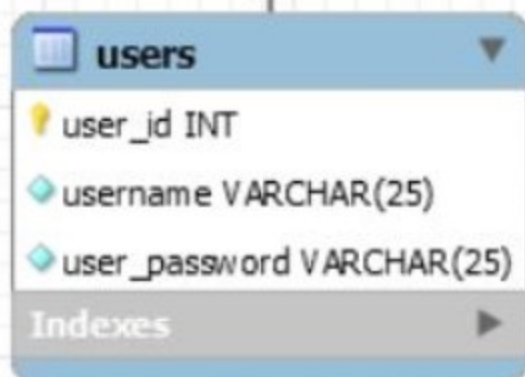 users
user_id INT
username VARCHAR(25)
user_password VARCHAR(25)
Indexes